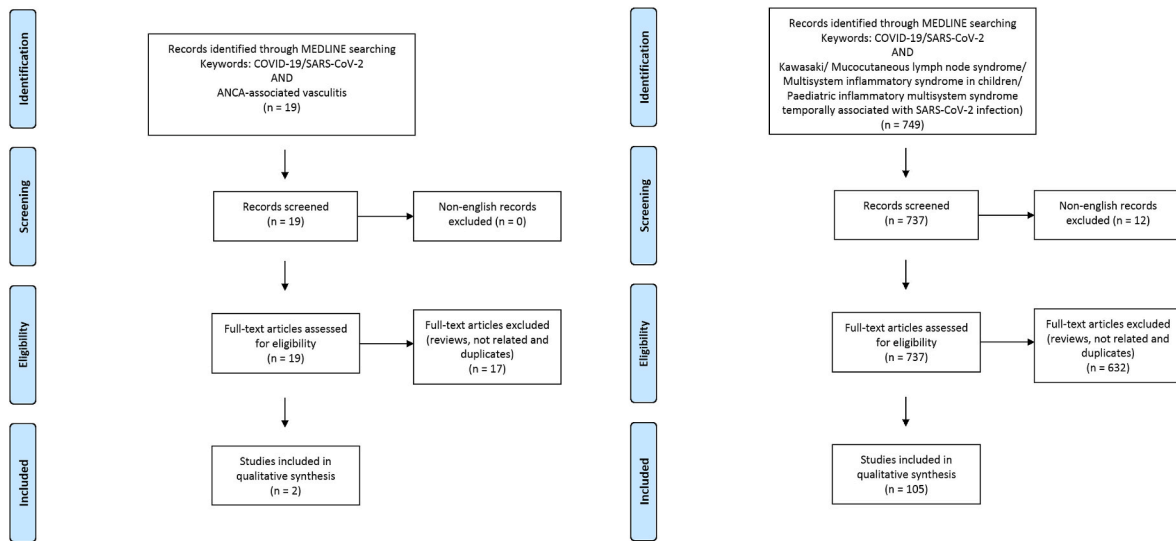 Identification
Records identified through MEDLINE searching
Keywords: COVID-19/SARS-CoV-2
AND
ANCA-associated vasculitis
(n = 19)
Screening
Records screened
(n = 19)
Non-english records
excluded (n = 0)
Eligibility
Full-text articles assessed
for eligibility
(n = 19)
Full-text articles excluded
(reviews, not related and
duplicates)
(n = 17)
Included
Studies included in
qualitative synthesis
(n = 2)
Identification
Records identified through MEDLINE searching
Keywords: COVID-19/SARS-CoV-2
AND
Kawasaki/ Mucocutaneous lymph node syndrome/
Multisystem inflammatory syndrome in children/
Paediatric inflammatory multisystem syndrome
temporally associated with SARS-CoV-2 infection)
(n = 749)
Screening
Records screened
(n = 737)
Non-english records
excluded (n = 12)
Eligibility
Full-text articles assessed
for eligibility
(n = 737)
Full-text articles excluded
(reviews, not related and
duplicates)
(n = 632)
Included
Studies included in
qualitative synthesis
(n = 105)